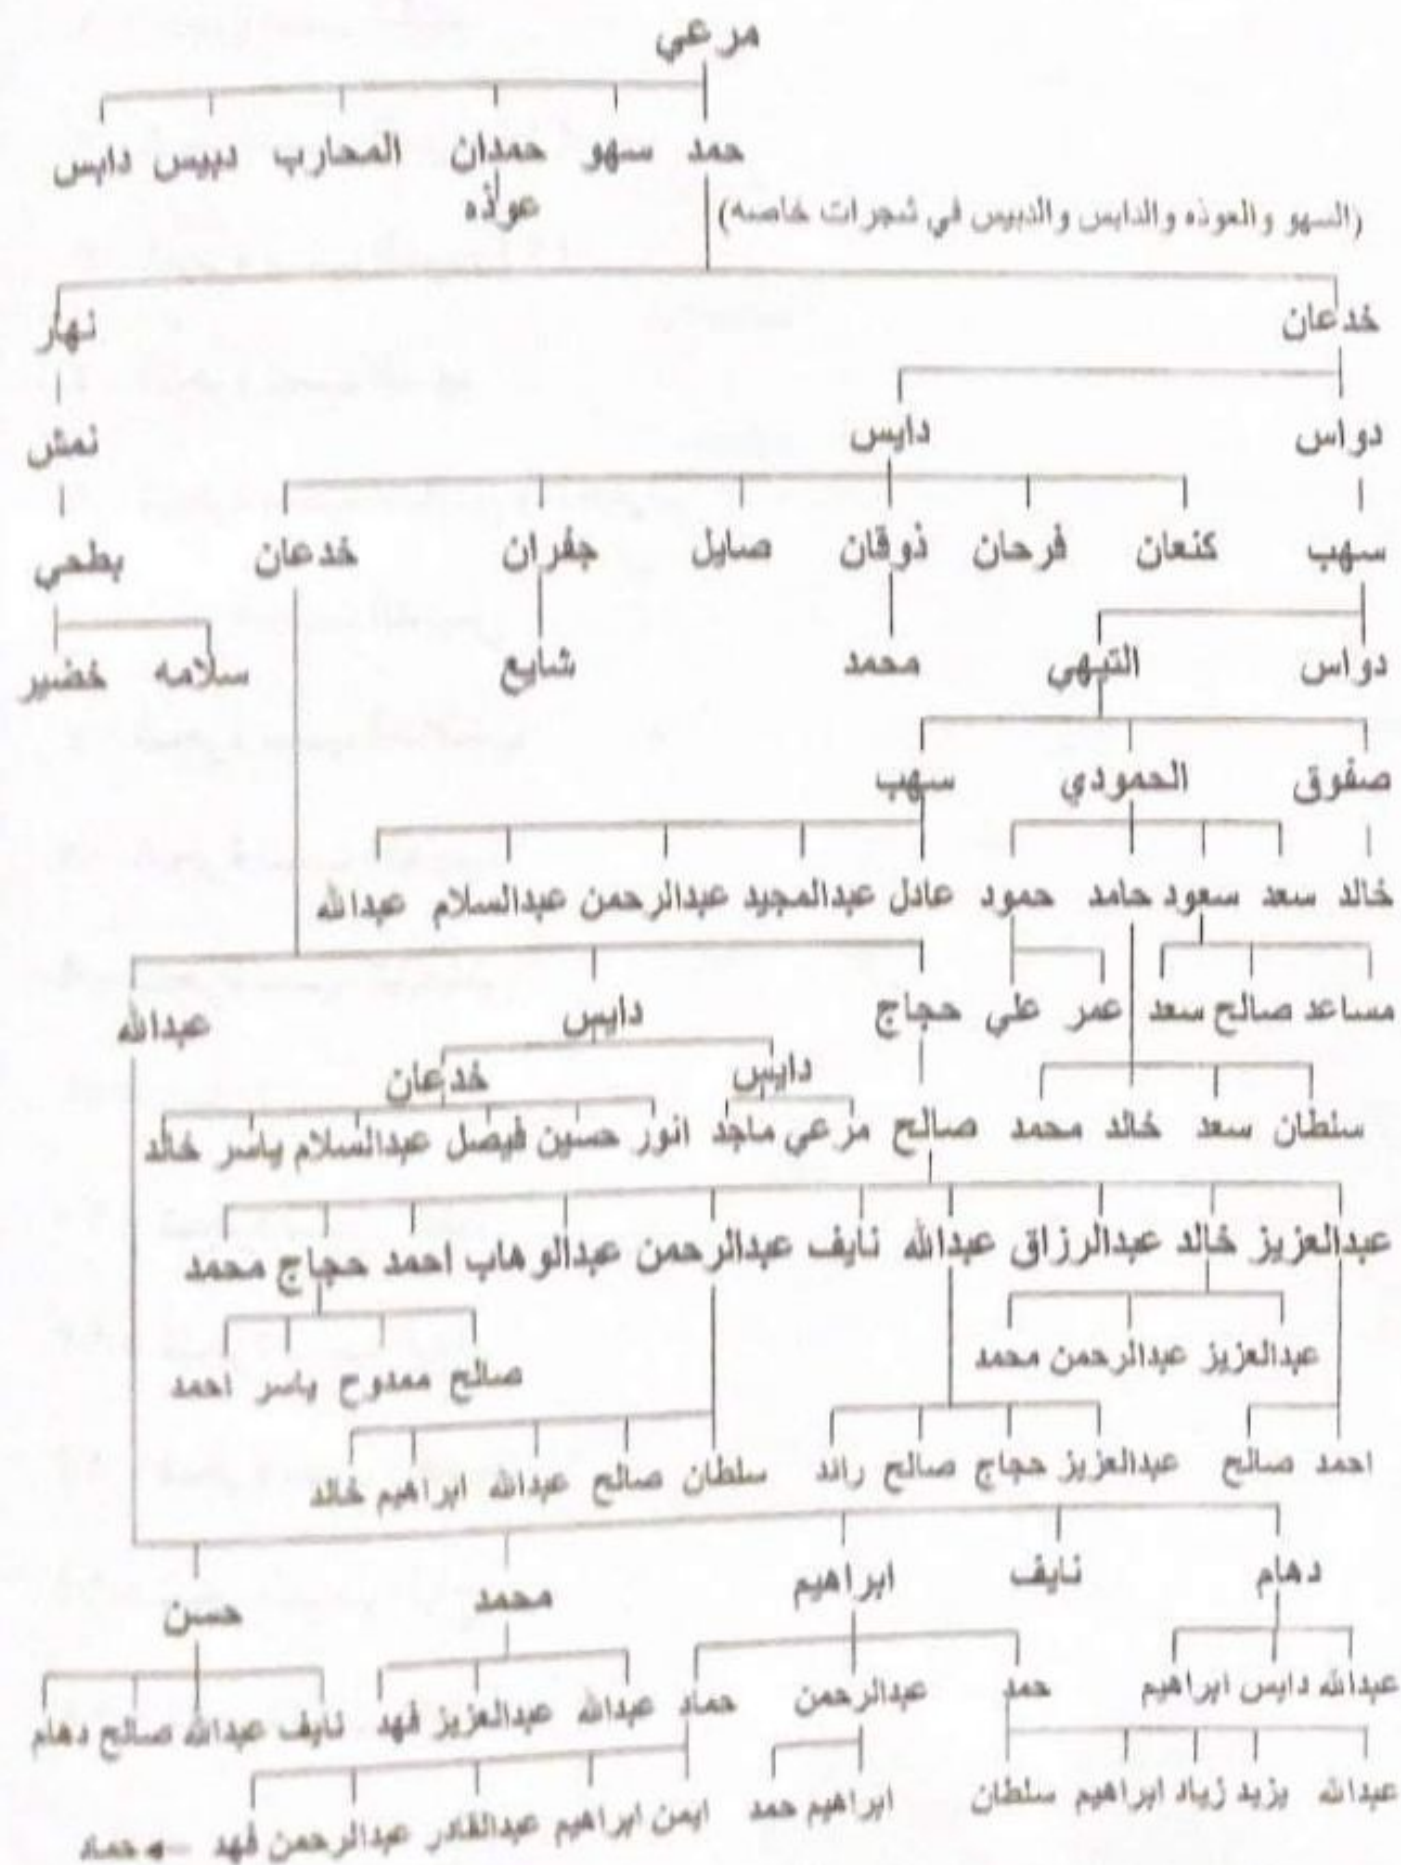 مرعي
حمد سهو حمدان المحارب دبيس دابس
عوذه
(السهو والعوذه والدابس والدبيس في شجرات خاصه)
خدعان نهار
دواس دايس نمش
سهب كنعان فرحان ذوقان صايل جفران خدعان بطحي
دواس التيهي محمد شايع سلامه خضير
صفوق الحمودي سهب
خالد سعد سعود حامد حمود عادل عبدالمجيد عبدالرحمن عبدالسلام عبدالله
مساعد صالح سعد عمر علي حجاج دايس عبدالله
دايس خدعان
سلطان سعد خالد محمد صالح مرعي ماجد انور حسين فيصل عبدالسلام ياسر خالد
عبدالعزيز خالد عبدالرزاق عبدالله نايف عبدالرحمن عبدالوهاب احمد حجاج محمد
عبدالعزيز عبدالرحمن محمد صالح ممدوح ياسر احمد
احمد صالح عبدالعزيز حجاج صالح رائد سلطان صالح عبدالله ابراهيم خالد
دهام نايف ابراهيم محمد حسن
عبدالله دايس ابراهيم حمد عبدالرحمن حماد عبدالله عبدالعزيز فهد نايف عبدالله صالح دهام
عبدالله يزيد زياد ابراهيم سلطان ابراهيم حمد ايمن ابراهيم عبدالقادر عبدالرحمن فهد حماد